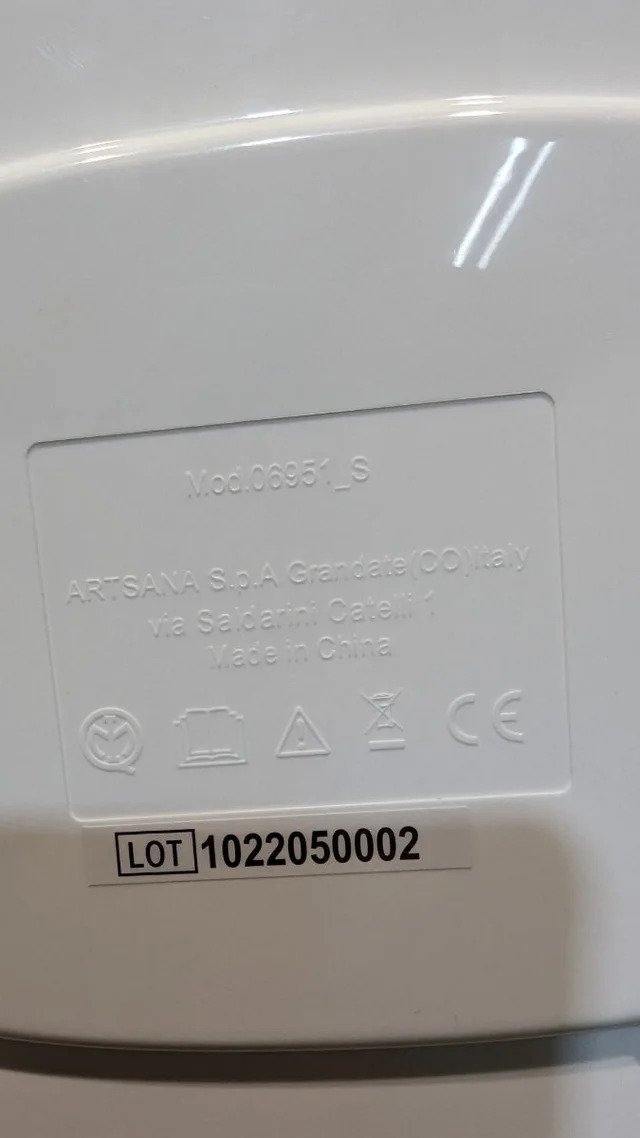 Mod.06951_S
ARTSANA S.p.A Grandate(CO)Italy
via Saldarini Catelli 1
Made in China
CE
LOT 1022050002